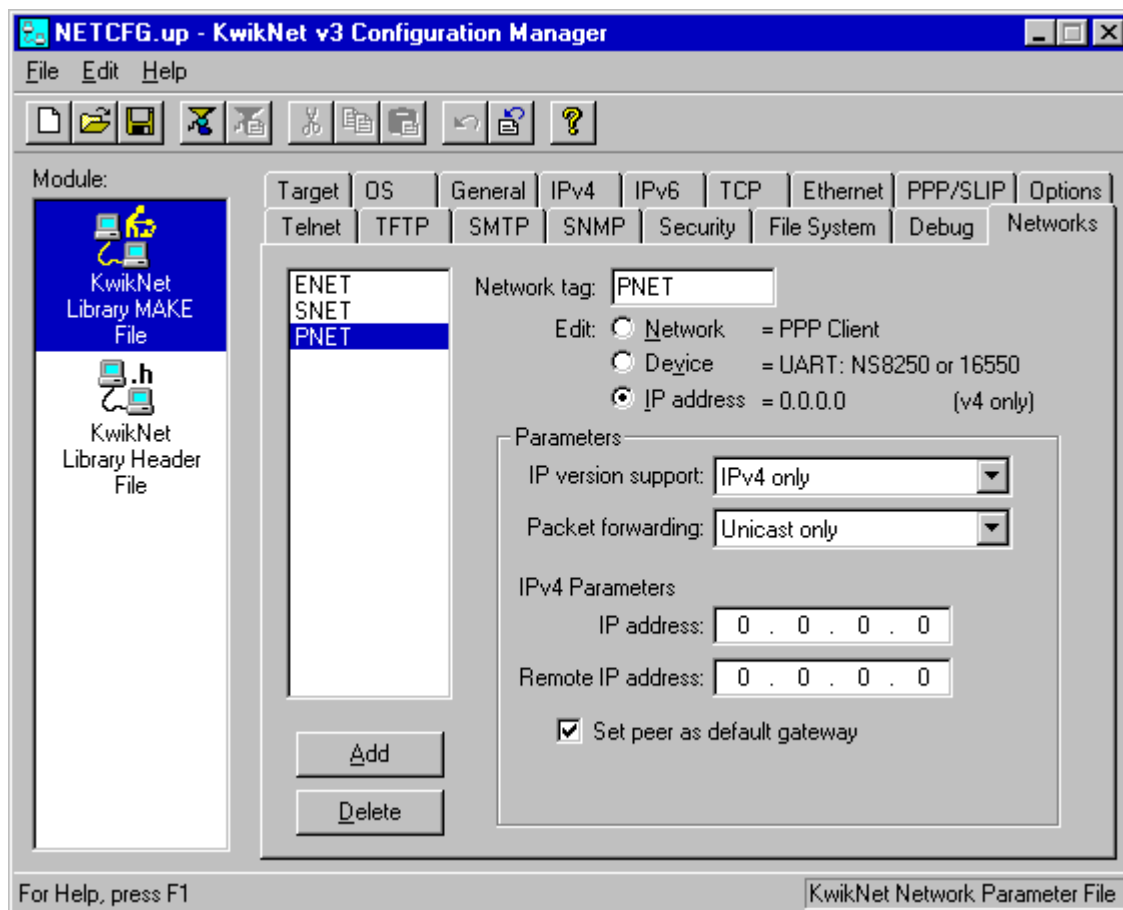 NETCFG.up - KwikNet v3 Configuration Manager
File Edit Help
Module:
KwikNet
Library MAKE
File
.h
KwikNet
Library Header
File
Target OS General IPv4 IPv6 TCP Ethernet PPP/SLIP Options
Telnet TFTP SMTP SNMP Security File System Debug Networks
ENET
SNET
PNET
Add
Delete
Network tag: PNET
Edit: Network = PPP Client
Device = UART: NS8250 or 16550
IP address = 0.0.0.0 (v4 only)
Parameters
IP version support: IPv4 only
Packet forwarding: Unicast only
IPv4 Parameters
IP address: 0 . 0 . 0 . 0
Remote IP address: 0 . 0 . 0 . 0
Set peer as default gateway
For Help, press F1
KwikNet Network Parameter File